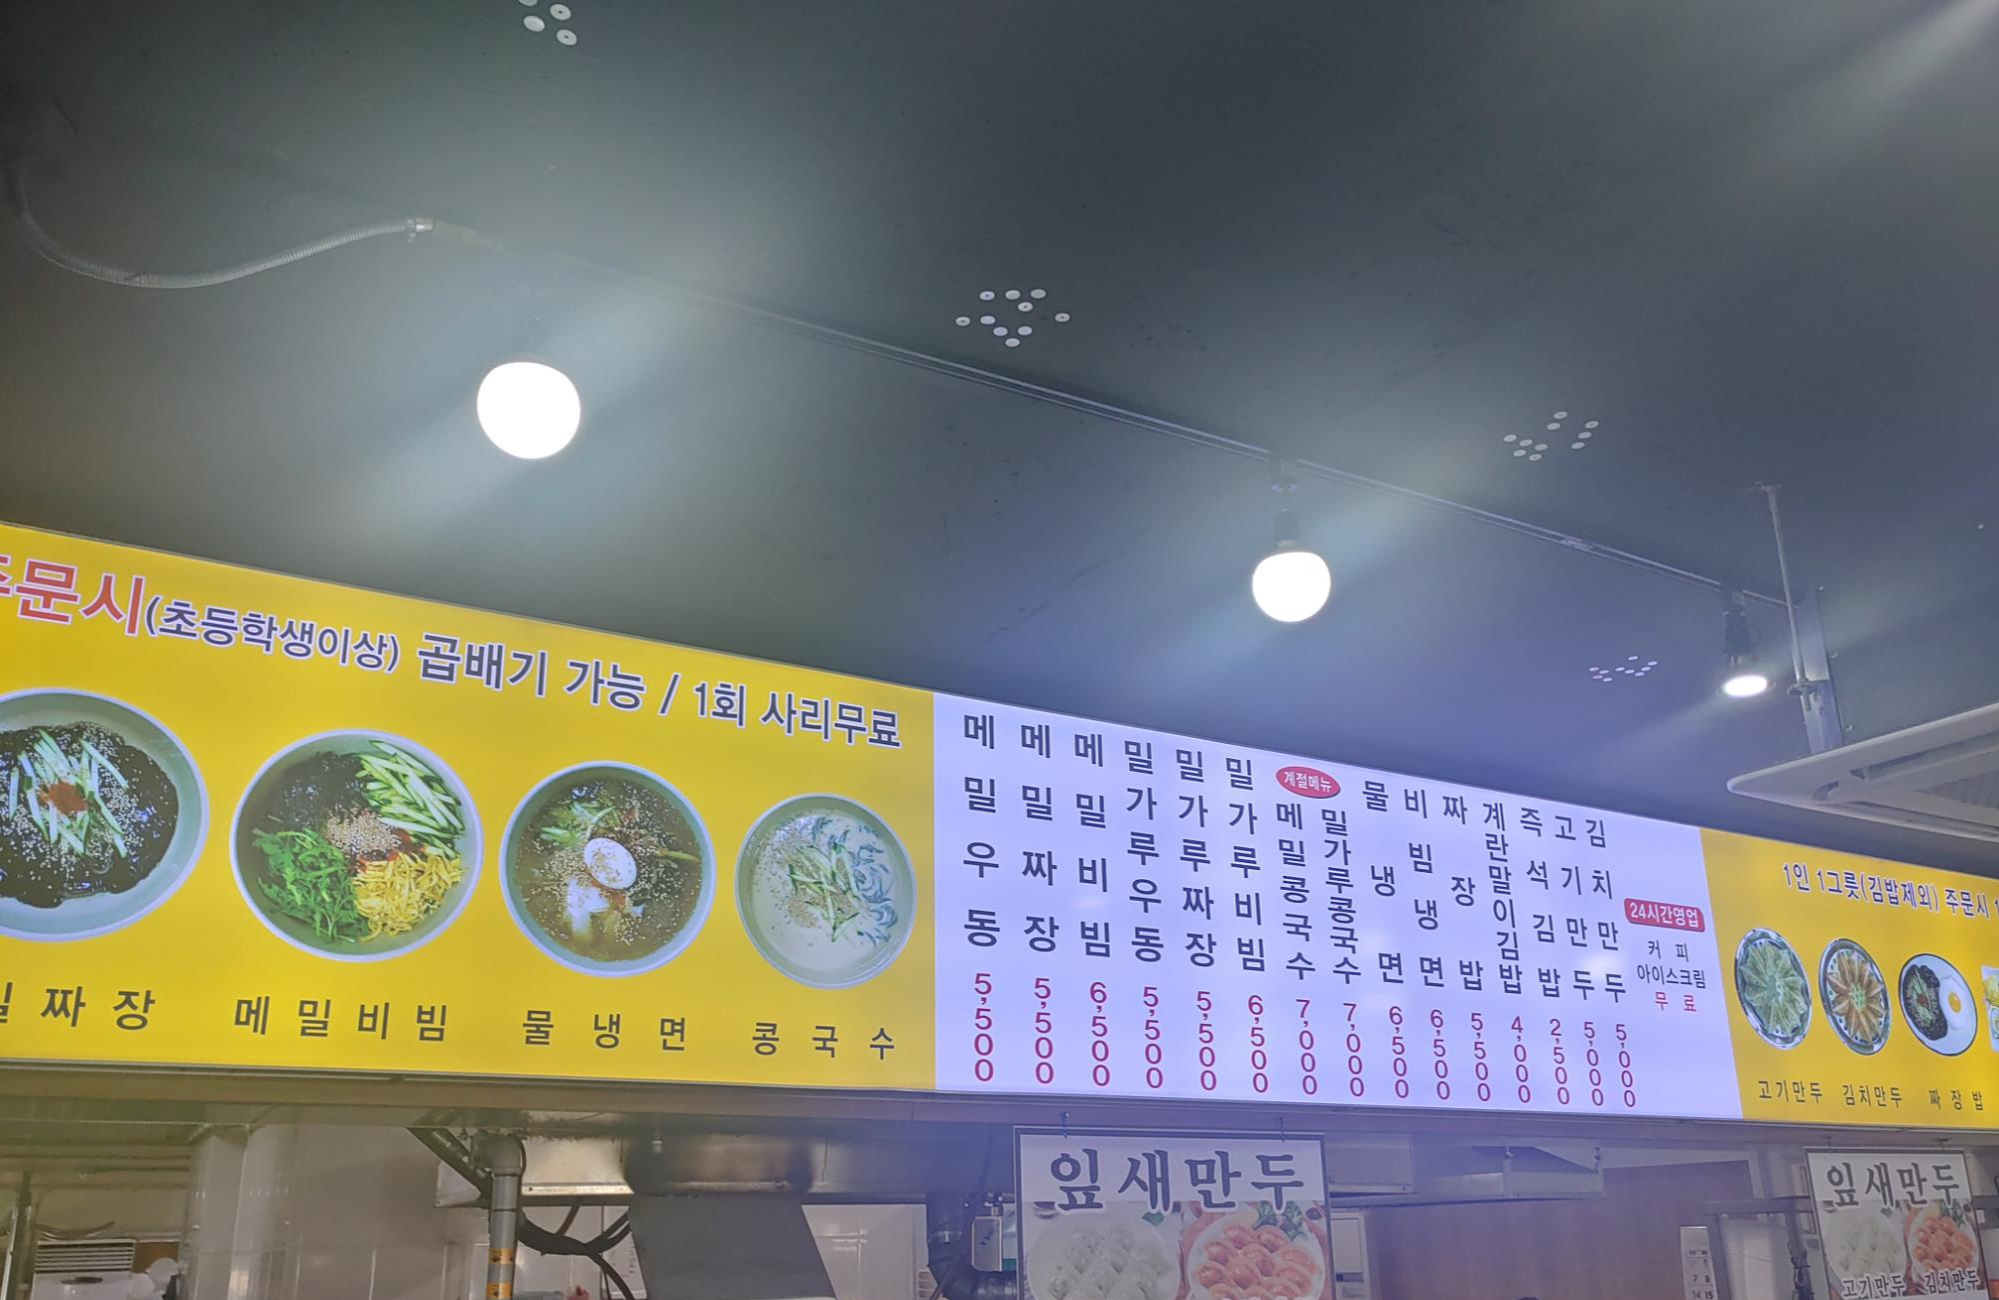 주문시(초등학생이상) 곱배기 가능 / 1회 사리무료
짜장
메밀비빔
물냉면
콩국수
메밀우동 5,500
메밀짜장 5,500
메밀비빔 6,500
밀가루우동 5,500
밀가루짜장 5,500
밀가루비빔 6,500
계절메뉴
메밀콩국수 7,000
밀가루콩국수 7,000
물냉면 6,500
비빔냉면 6,500
짜장밥 5,500
계란말이김밥 4,000
즉석김밥 2,500
고기만두 5,000
김치만두 5,000
24시간영업
커피
아이스크림
무료
1인 1그릇(김밥제외) 주문시 1
고기만두
김치만두
짜장밥
잎새만두
잎새만두
고기만두
김치만두